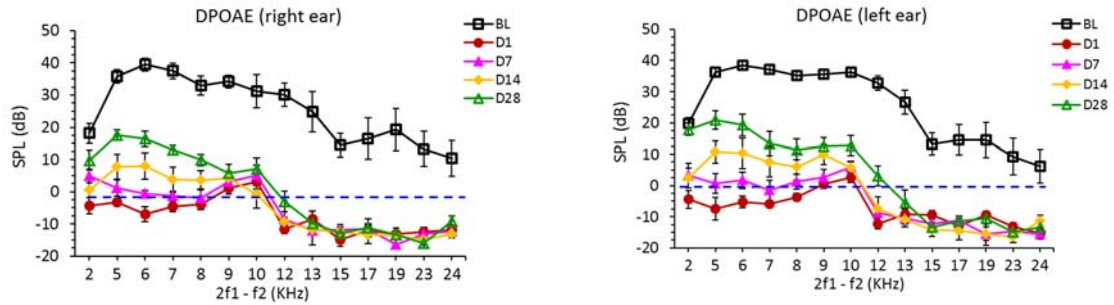 DPOAE (right ear)
50
40
30
20
10
0
-10
-20
SPL (dB)
2 5 6 7 8 9 10 12 13 15 17 19 23 24
2f1 - f2 (KHz)
BL
D1
D7
D14
D28
DPOAE (left ear)
50
40
30
20
10
0
-10
-20
SPL (dB)
2 5 6 7 8 9 10 12 13 15 17 19 23 24
2f1 - f2 (KHz)
BL
D1
D7
D14
D28